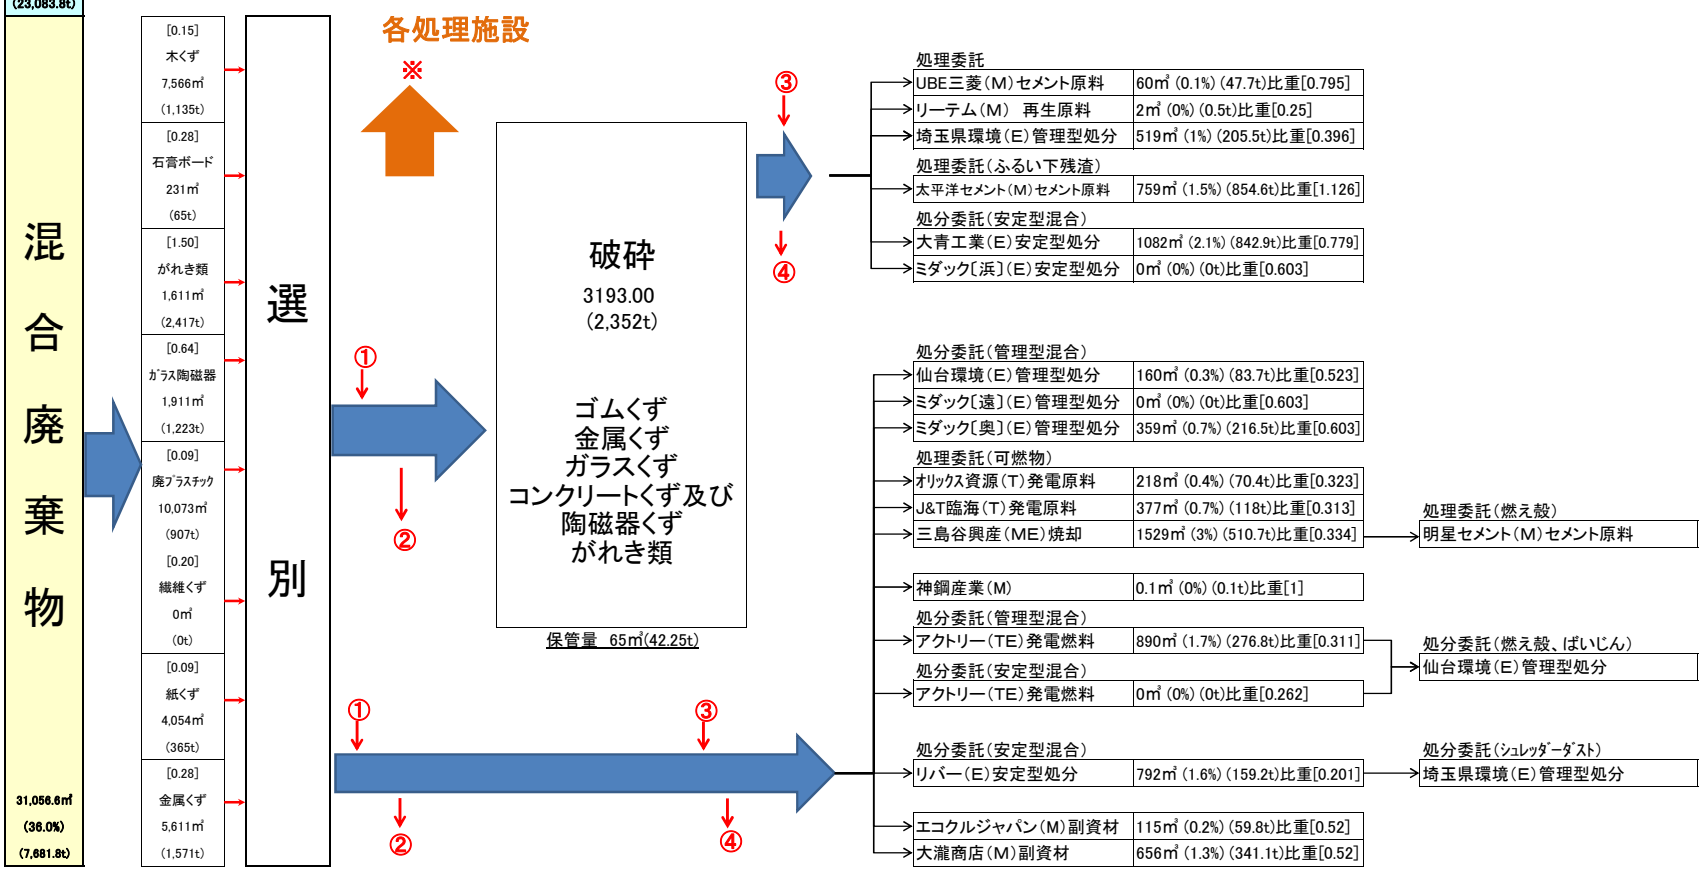 (23,083.8t)
混
合
廃
棄
物
31,056.6㎥
(36.0%)
(7,681.8t)
[0.15]
木くず
7,566㎥
(1,135t)
[0.28]
石膏ボード
231㎥
(65t)
[1.50]
がれき類
1,611㎥
(2,417t)
[0.64]
ガラス陶磁器
1,911㎥
(1,223t)
[0.09]
廃プラスチック
10,073㎥
(907t)
[0.20]
繊維くず
0㎥
(0t)
[0.09]
紙くず
4,054㎥
(365t)
[0.28]
金属くず
5,611㎥
(1,571t)
選
別
各処理施設
※
①
②
破砕
3193.00
(2,352t)
ゴムくず
金属くず
ガラスくず
コンクリートくず及び
陶磁器くず
がれき類
保管量 65㎥(42.25t)
③
④
①
②
③
④
処理委託
UBE三菱(M)セメント原料 60㎥ (0.1%) (47.7t)比重[0.795]
リーテム(M) 再生原料 2㎥ (0%) (0.5t)比重[0.25]
埼玉県環境(E)管理型処分 519㎥ (1%) (205.5t)比重[0.396]
処理委託(ふるい下残渣)
太平洋セメント(M)セメント原料 759㎥ (1.5%) (854.6t)比重[1.126]
処分委託(安定型混合)
大青工業(E)安定型処分 1082㎥ (2.1%) (842.9t)比重[0.779]
ミダック〔浜〕(E)安定型処分 0㎥ (0%) (0t)比重[0.603]
処分委託(管理型混合)
仙台環境(E)管理型処分 160㎥ (0.3%) (83.7t)比重[0.523]
ミダック〔遠〕(E)管理型処分 0㎥ (0%) (0t)比重[0.603]
ミダック〔奥〕(E)管理型処分 359㎥ (0.7%) (216.5t)比重[0.603]
処理委託(可燃物)
オリックス資源(T)発電原料 218㎥ (0.4%) (70.4t)比重[0.323]
J&T臨海(T)発電原料 377㎥ (0.7%) (118t)比重[0.313]
三島谷興産(ME)焼却 1529㎥ (3%) (510.7t)比重[0.334]
処理委託(燃え殻)
明星セメント(M)セメント原料
神鋼産業(M) 0.1㎥ (0%) (0.1t)比重[1]
処分委託(管理型混合)
アクトリー(TE)発電燃料 890㎥ (1.7%) (276.8t)比重[0.311]
処分委託(安定型混合)
アクトリー(TE)発電燃料 0㎥ (0%) (0t)比重[0.262]
処分委託(燃え殻、ばいじん)
仙台環境(E)管理型処分
処分委託(安定型混合)
リバー(E)安定型処分 792㎥ (1.6%) (159.2t)比重[0.201]
処分委託(シュレッダーダスト)
埼玉県環境(E)管理型処分
エコクルジャパン(M)副資材 115㎥ (0.2%) (59.8t)比重[0.52]
大瀧商店(M)副資材 656㎥ (1.3%) (341.1t)比重[0.52]